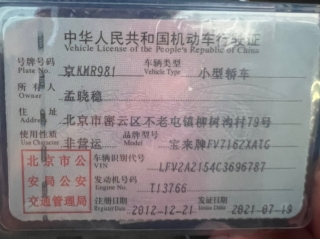 中华人民共和国机动车行驶证
Vehicle License of the People's Republic of China
号牌号码 京KMR981 车辆类型 小型轿车
Plate No. Vehicle Type
所有人 孟晓稳
Owner
住址 北京市密云区不老屯镇柳树沟村79号
Address
使用性质 非营运 品牌型号 宝来牌FV7162XATG
Use Character Model
北京市公
安局公安
交通管理局
车辆识别代号 LFV2A2154C3696787
VIN
发动机号码 T13766
Engine No.
注册日期 2012-12-21 发证日期 2021-07-19
Register Date Issue Date